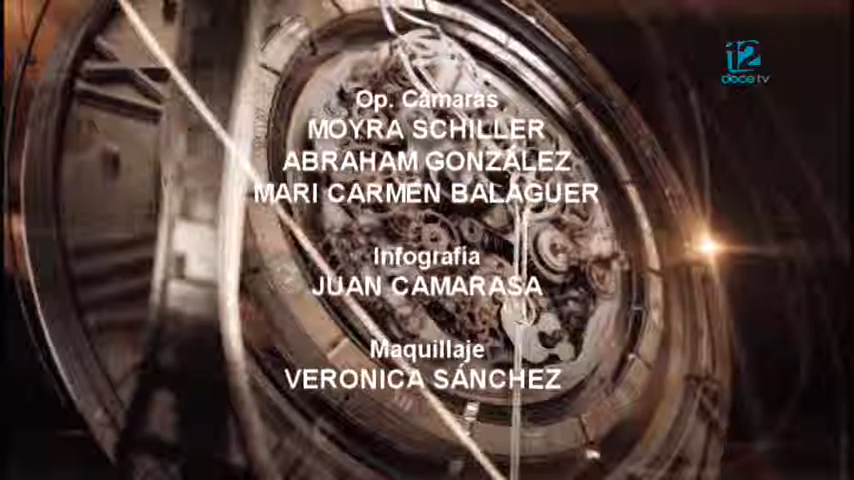 12
doce tv
Op. Cámaras
MOYRA SCHILLER
ABRAHAM GONZÁLEZ
MARI CARMEN BALAGUER
Infografía
JUAN CAMARASA
Maquillaje
VERONICA SÁNCHEZ